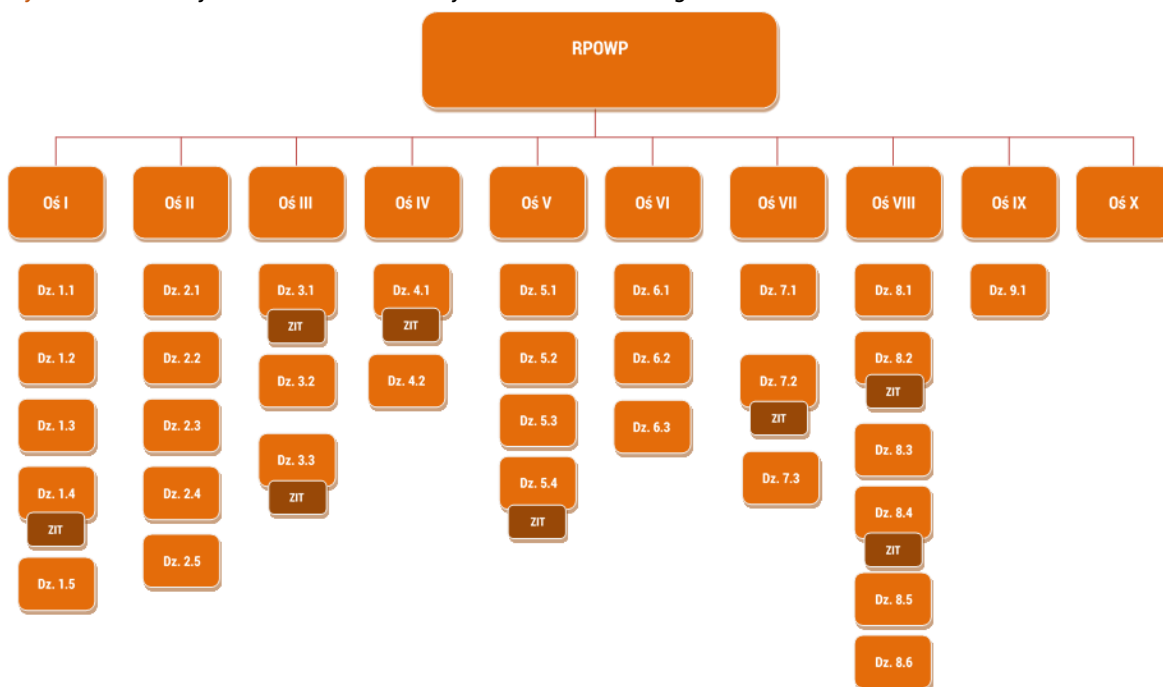 RPOWP
Oś I
Oś II
Oś III
Oś IV
Oś V
Oś VI
Oś VII
Oś VIII
Oś IX
Oś X
Dz. 1.1
Dz. 1.2
Dz. 1.3
Dz. 1.4
ZIT
Dz. 1.5
Dz. 2.1
Dz. 2.2
Dz. 2.3
Dz. 2.4
Dz. 2.5
Dz. 3.1
ZIT
Dz. 3.2
Dz. 3.3
ZIT
Dz. 4.1
ZIT
Dz. 4.2
Dz. 5.1
Dz. 5.2
Dz. 5.3
Dz. 5.4
ZIT
Dz. 6.1
Dz. 6.2
Dz. 6.3
Dz. 7.1
Dz. 7.2
ZIT
Dz. 7.3
Dz. 8.1
Dz. 8.2
ZIT
Dz. 8.3
Dz. 8.4
ZIT
Dz. 8.5
Dz. 8.6
Dz. 9.1